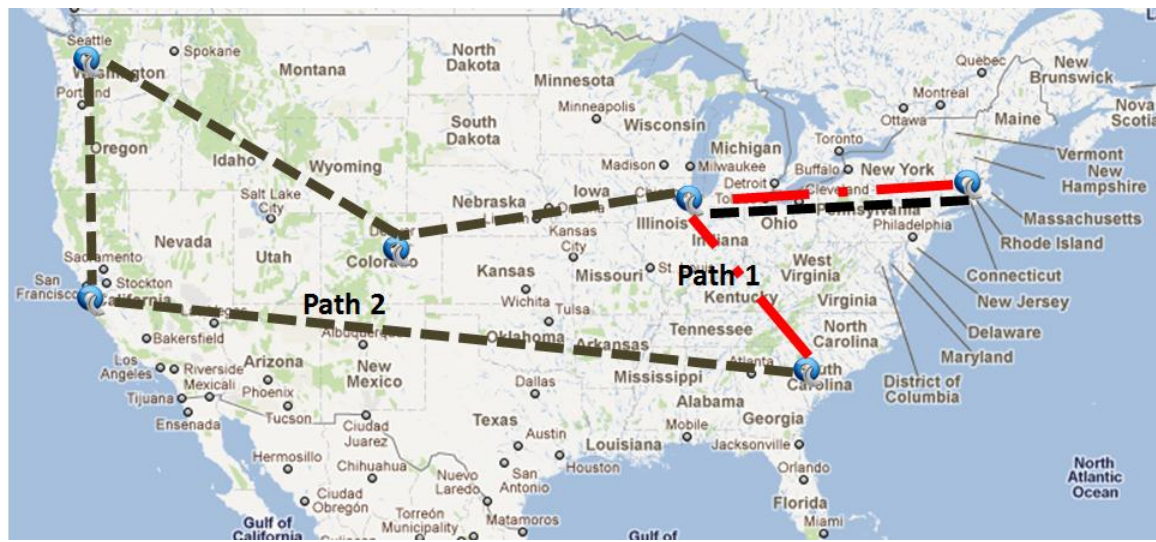 Seattle
Spokane
Washington
Portland
Montana
North
Dakota
Minnesota
Minneapolis
Quebec
Montreal
Ottawa
New
Brunswick
Maine
Nova
Oregon
Idaho
Wyoming
South
Dakota
Wisconsin
Michigan
Toronto
Vermont
New
Hampshire
Madison
Milwaukee
Buffalo
New York
Detroit
Cleveland
Massachusetts
Salt Lake
City
Nebraska
Iowa
Illinois
Indiana
Ohio
Pennsylvania
Philadelphia
Rhode Island
Connecticut
New Jersey
Delaware
Maryland
District of
Columbia
Nevada
Utah
Colorado
Kansas
Kansas
City
Missouri
Path 1
Kentucky
West
Virginia
Virginia
Sacramento
San
Francisco
Stockton
California
Path 2
Wichita
Tulsa
Oklahoma
Arkansas
Tennessee
North
Carolina
Bakersfield
Albuquerque
Los
Angeles
Riverside
Arizona
New
Mexico
Mexicali
Tijuana
Ensenada
Phoenix
Tucson
Dallas
Mississippi
Atlanta
Carolina
Alabama
Georgia
Ciudad
Juarez
Texas
Austin
Louisiana
Mobile
Jacksonville
Hermosillo
Chihuahua
San
Antonio
Houston
Orlando
Florida
Miami
Ciudad
Obregón
Nuevo
Laredo
Torreón
Municipality
Matamoros
Gulf of
California
Gulf of
North
Atlantic
Ocean